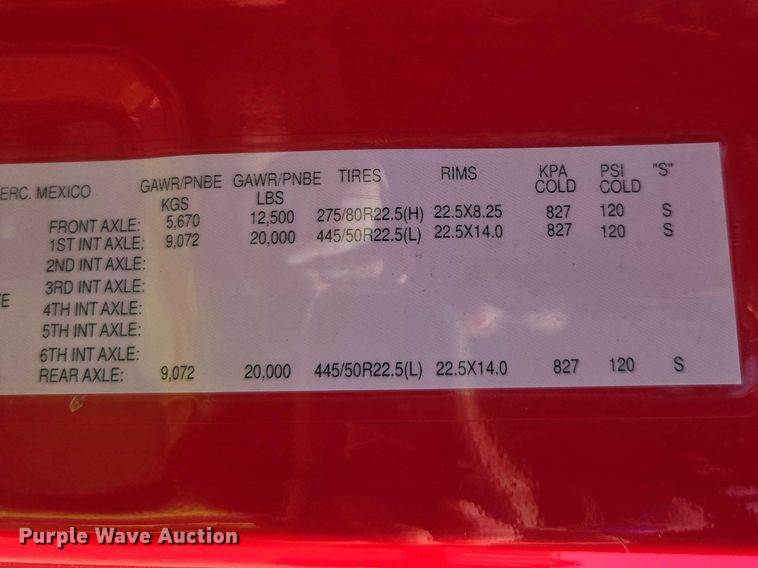 ERC. MEXICO GAWR/PNBE KGS GAWR/PNBE LBS TIRES RIMS KPA COLD PSI COLD "S"
FRONT AXLE: 5,670 12,500 275/80R22.5(H) 22.5X8.25 827 120 S
1ST INT AXLE: 9,072 20,000 445/50R22.5(L) 22.5X14.0 827 120 S
2ND INT AXLE:
3RD INT AXLE:
TE 4TH INT AXLE:
5TH INT AXLE:
6TH INT AXLE:
REAR AXLE: 9,072 20,000 445/50R22.5(L) 22.5X14.0 827 120 S
Purple Wave Auction